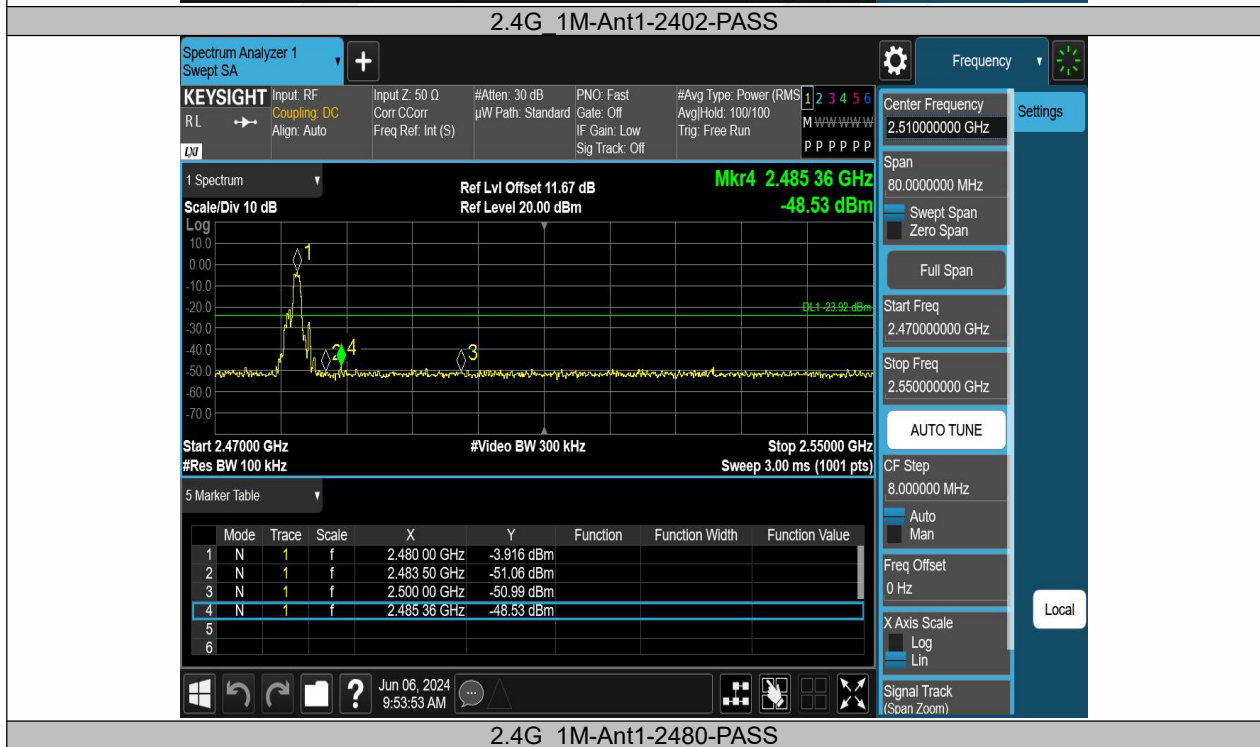 2.4G_1M-Ant1-2402-PASS
Spectrum Analyzer 1
Swept SA
+
Frequency
KEYSIGHT Input: RF Input Z: 50 Ω #Atten: 30 dB PNO: Fast #Avg Type: Power (RMS 1 2 3 4 5 6
RL Coupling: DC Corr CCorr µW Path: Standard Gate: Off Avg|Hold: 100/100 M W W W W W
Align: Auto Freq Ref: Int (S) IF Gain: Low Trig: Free Run
LXI Sig Track: Off P P P P P P
1 Spectrum
Ref Lvl Offset 11.67 dB Mkr4 2.485 36 GHz
Scale/Div 10 dB Ref Level 20.00 dBm -48.53 dBm
Log
10.0
0.00
-10.0
-20.0
-30.0
-40.0
-50.0
-60.0
-70.0
1
2
4
3
DL1 -23.92 dBm
Start 2.47000 GHz #Video BW 300 kHz Stop 2.55000 GHz
#Res BW 100 kHz Sweep 3.00 ms (1001 pts)
5 Marker Table
Mode Trace Scale X Y Function Function Width Function Value
1 N 1 f 2.480 00 GHz -3.916 dBm
2 N 1 f 2.483 50 GHz -51.06 dBm
3 N 1 f 2.500 00 GHz -50.99 dBm
4 N 1 f 2.485 36 GHz -48.53 dBm
5
6
?
Jun 06, 2024
9:53:53 AM
Center Frequency
2.510000000 GHz
Settings
Span
80.0000000 MHz
Swept Span
Zero Span
Full Span
Start Freq
2.470000000 GHz
Stop Freq
2.550000000 GHz
AUTO TUNE
CF Step
8.000000 MHz
Auto
Man
Freq Offset
0 Hz
Local
X Axis Scale
Log
Lin
Signal Track
(Span Zoom)
2.4G_1M-Ant1-2480-PASS